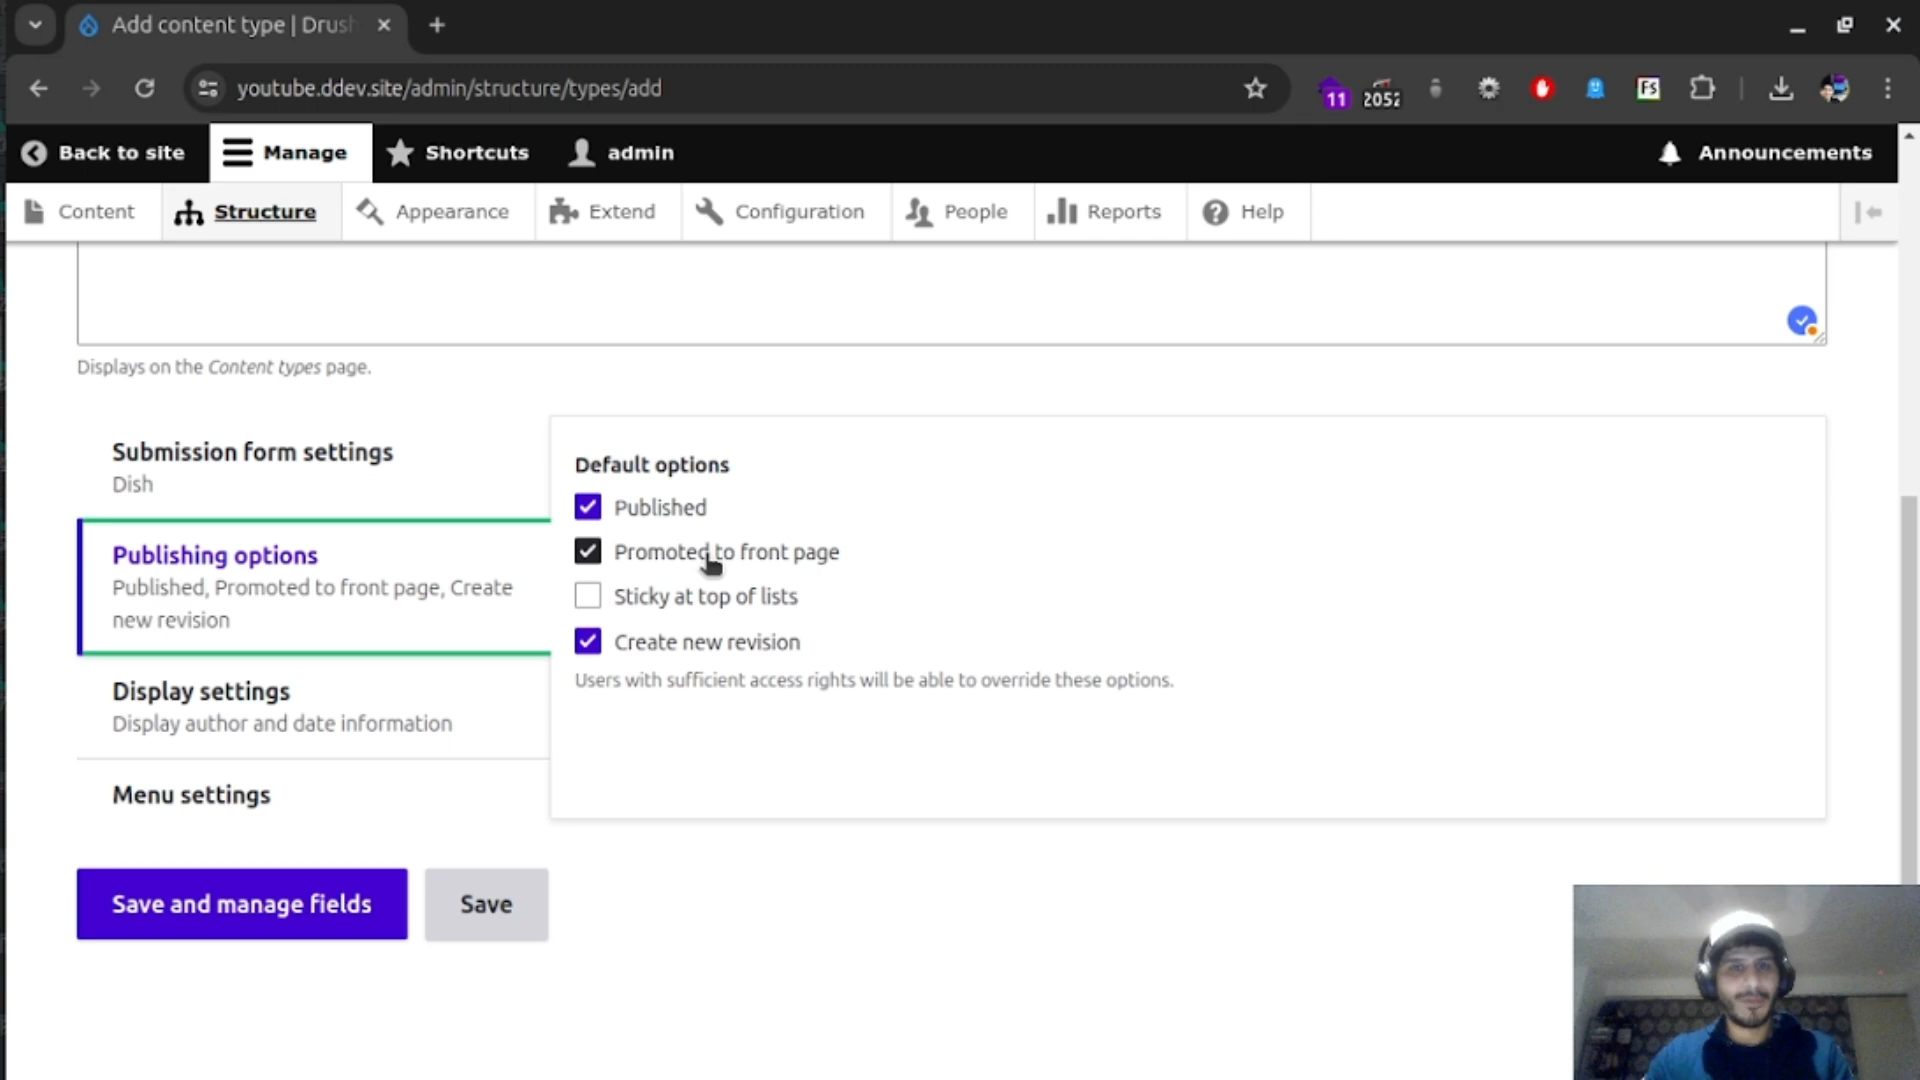 Add content type | Drush
youtube.ddev.site/admin/structure/types/add
11
2052
FS
Back to site
Manage
Shortcuts
admin
Announcements
Content
Structure
Appearance
Extend
Configuration
People
Reports
Help
Displays on the Content types page.
Submission form settings
Dish
Publishing options
Published, Promoted to front page, Create
new revision
Display settings
Display author and date information
Menu settings
Default options
Published
Promoted to front page
Sticky at top of lists
Create new revision
Users with sufficient access rights will be able to override these options.
Save and manage fields
Save